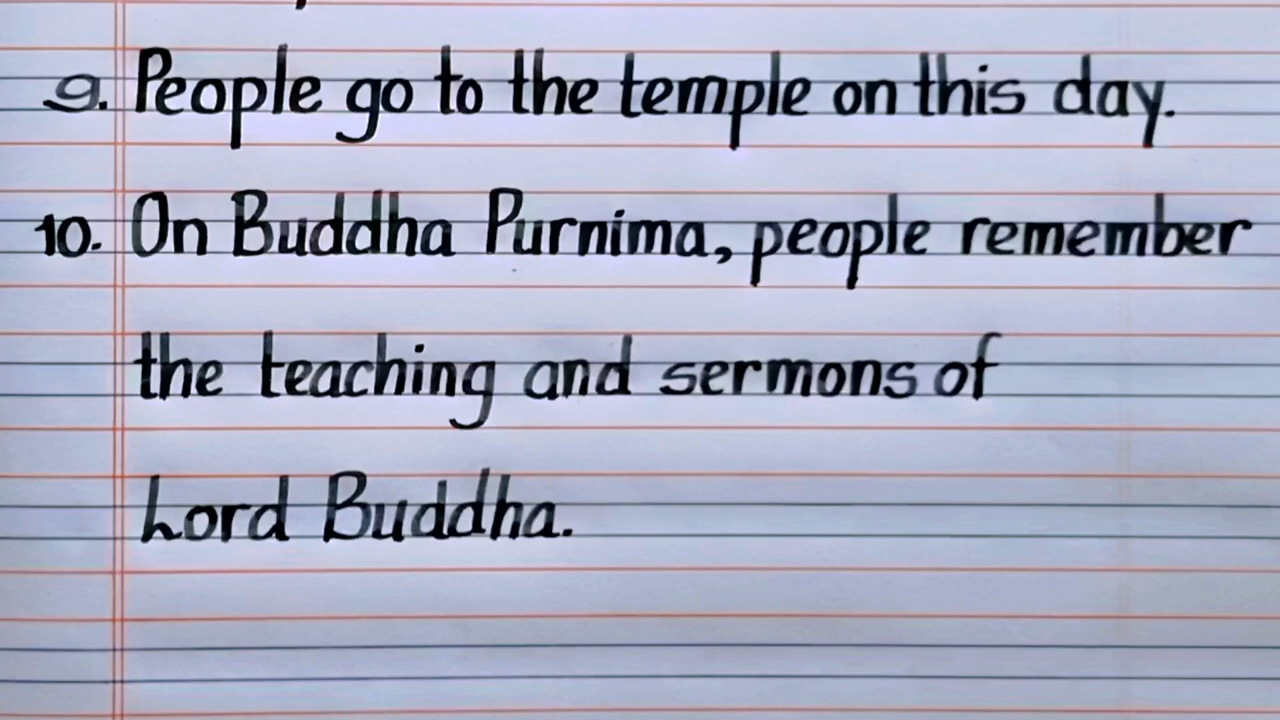 9. People go to the temple on this day.
10. On Buddha Purnima, people remember
the teaching and sermons of
Lord Buddha.